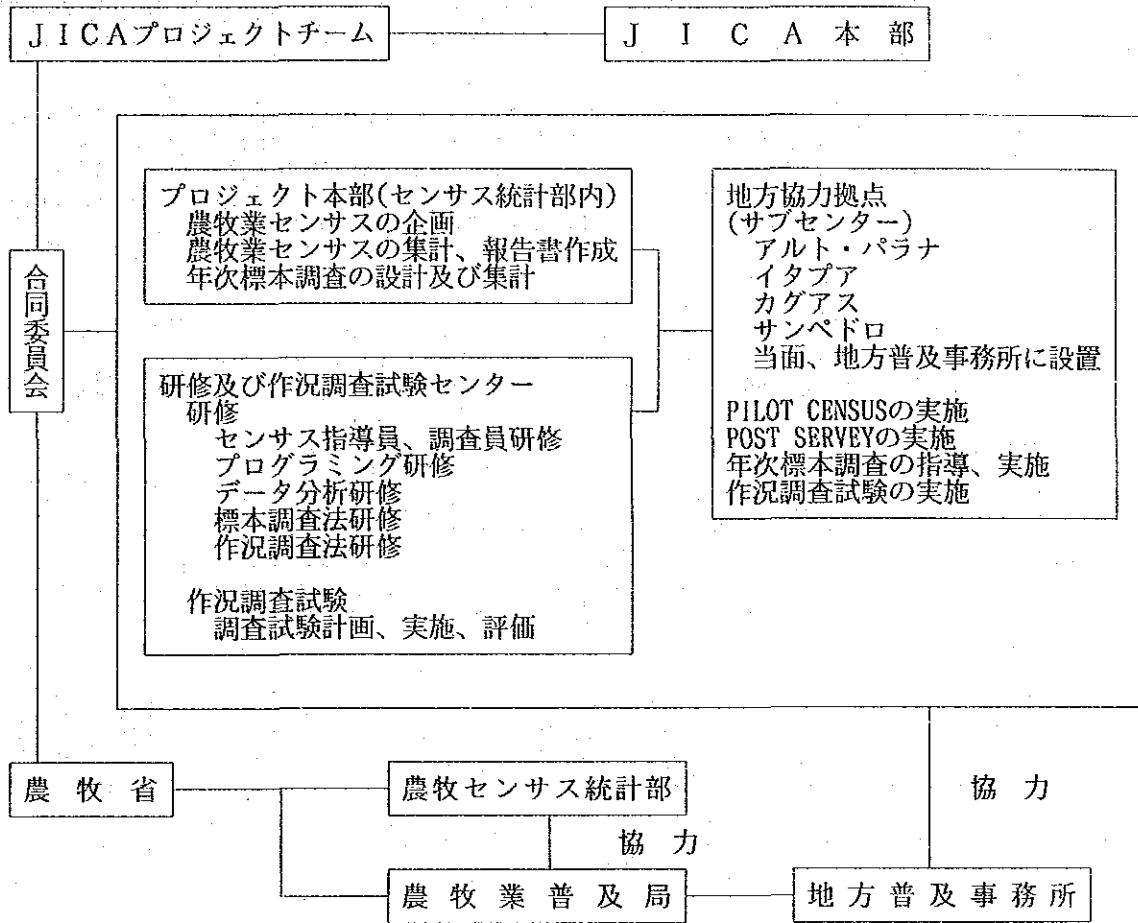 JICAプロジェクトチーム
JICA本部
合同委員会
プロジェクト本部(センサス統計部内)
農牧業センサスの企画
農牧業センサスの集計、報告書作成
年次標本調査の設計及び集計
研修及び作況調査試験センター
研修
センサス指導員、調査員研修
プログラミング研修
データ分析研修
標本調査法研修
作況調査法研修
作況調査試験
調査試験計画、実施、評価
地方協力拠点
(サブセンター)
アルト・パラナ
イタプア
カグアス
サンペドロ
当面、地方普及事務所に設置
PILOT CENSUSの実施
POST SERVEYの実施
年次標本調査の指導、実施
作況調査試験の実施
農牧省
農牧センサス統計部
協力
協力
農牧業普及局
地方普及事務所